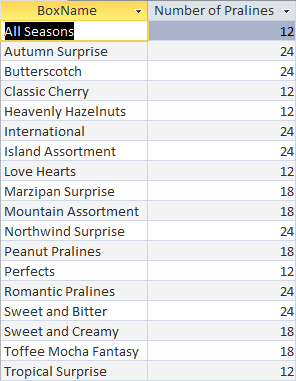 BoxName Number of Pralines
All Seasons 12
Autumn Surprise 24
Butterscotch 24
Classic Cherry 12
Heavenly Hazelnuts 12
International 24
Island Assortment 24
Love Hearts 12
Marzipan Surprise 18
Mountain Assortment 18
Northwind Surprise 24
Peanut Pralines 18
Perfects 12
Romantic Pralines 24
Sweet and Bitter 24
Sweet and Creamy 18
Toffee Mocha Fantasy 18
Tropical Surprise 12